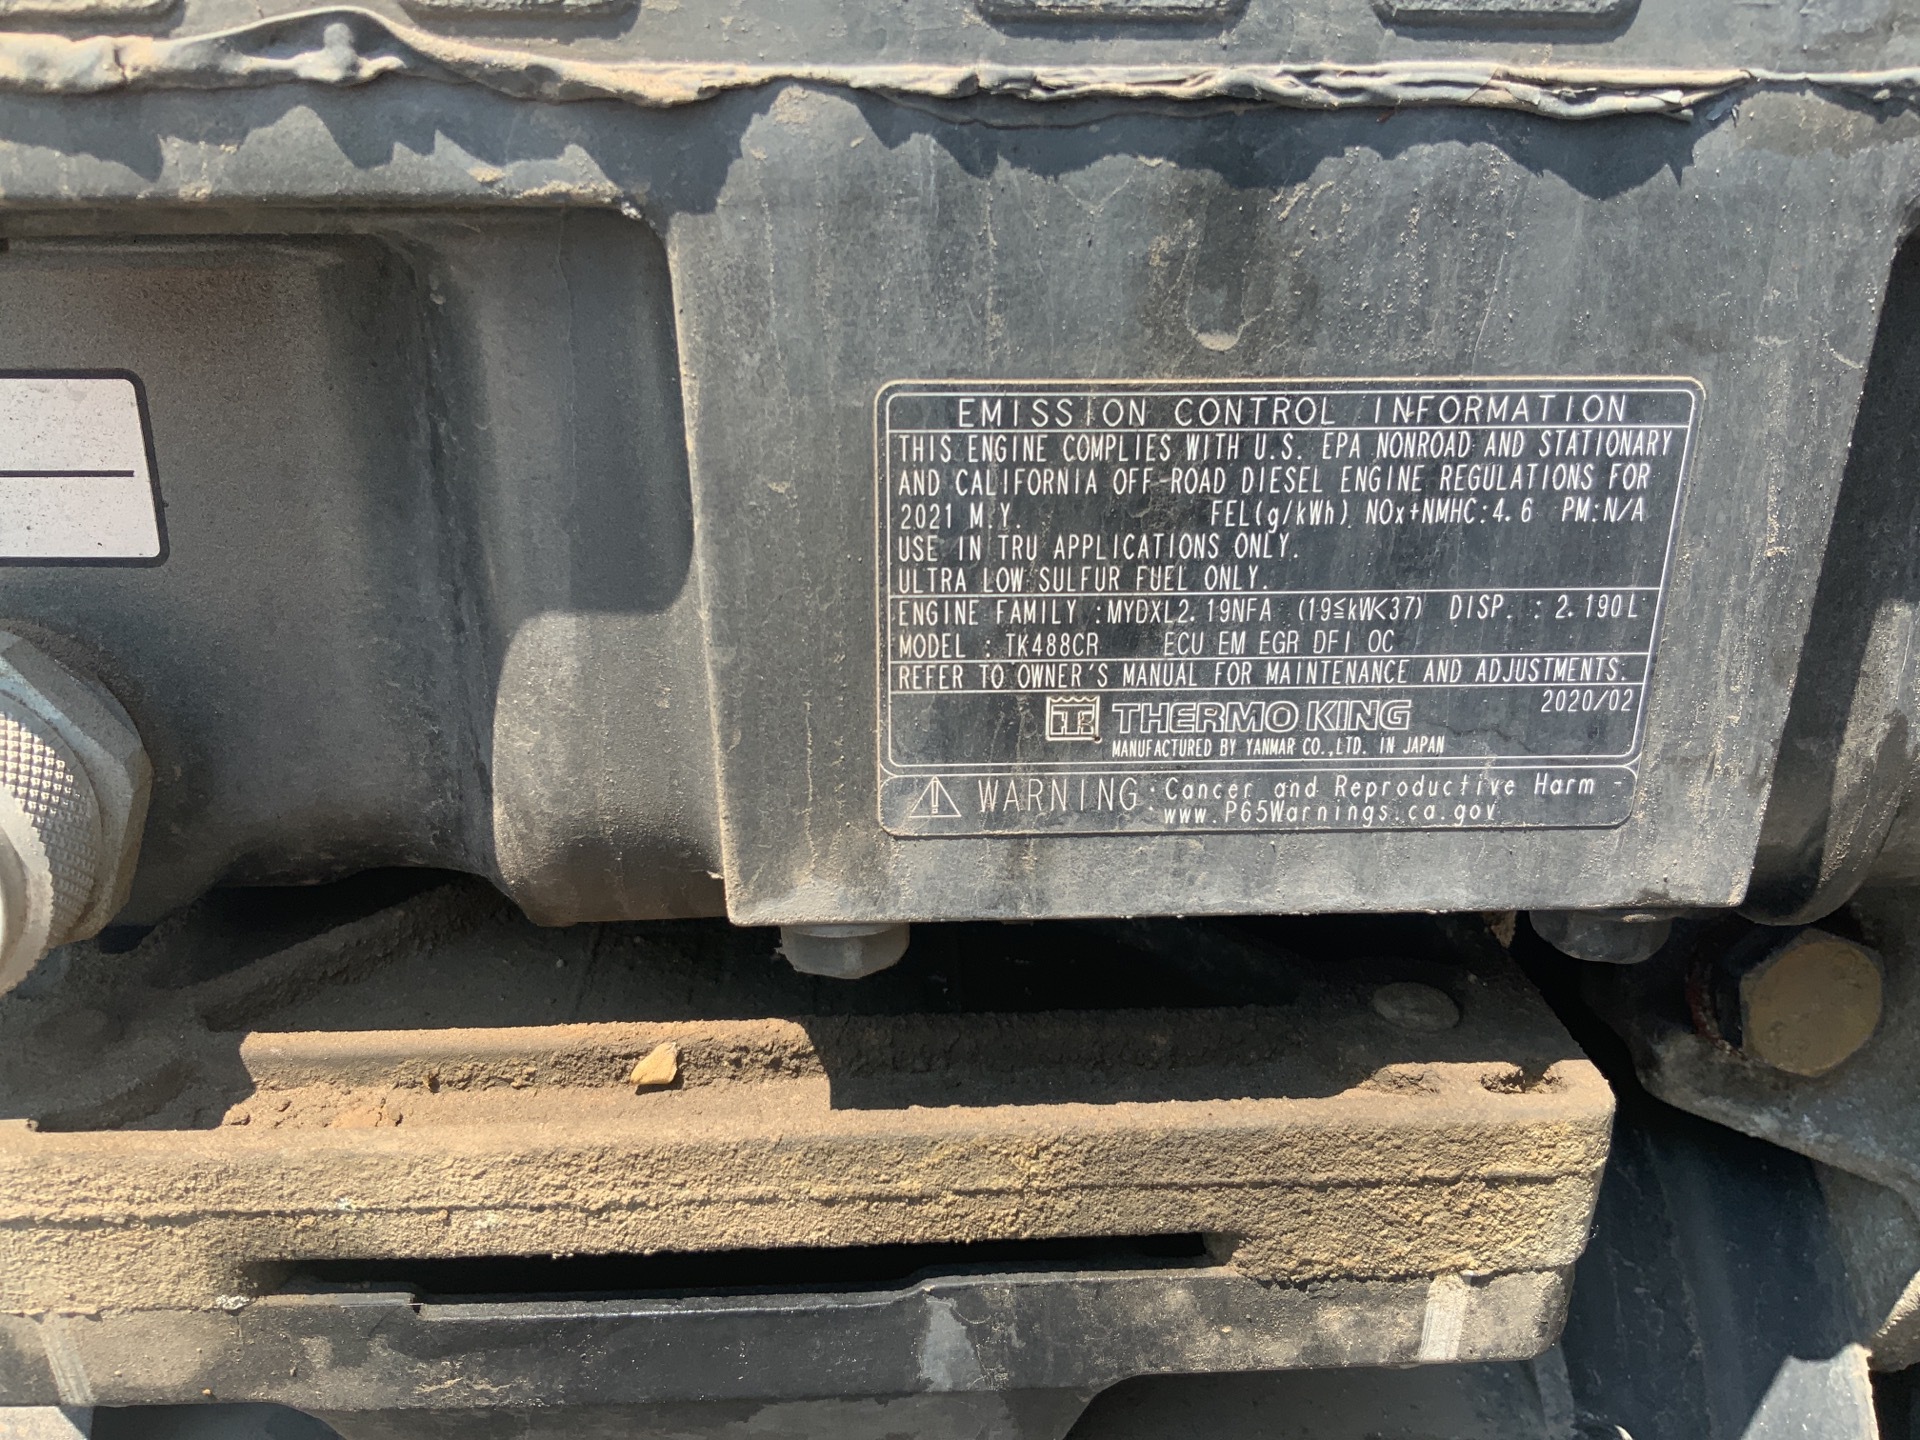 EMISSION CONTROL INFORMATION
THIS ENGINE COMPLIES WITH U.S. EPA NONROAD AND STATIONARY
AND CALIFORNIA OFF-ROAD DIESEL ENGINE REGULATIONS FOR
2021 M.Y. FEL(g/kWh) NOx+NMHC:4.6 PM:N/A
USE IN TRU APPLICATIONS ONLY.
ULTRA LOW SULFUR FUEL ONLY.
ENGINE FAMILY :MYDXL2.19NFA (19≦kW<37) DISP. : 2.190L
MODEL : TK488CR ECU EM EGR DFI OC
REFER TO OWNER'S MANUAL FOR MAINTENANCE AND ADJUSTMENTS.
2020/02
TK THERMO KING
MANUFACTURED BY YANMAR CO.,LTD. IN JAPAN
WARNING: Cancer and Reproductive Harm -
www.P65Warnings.ca.gov